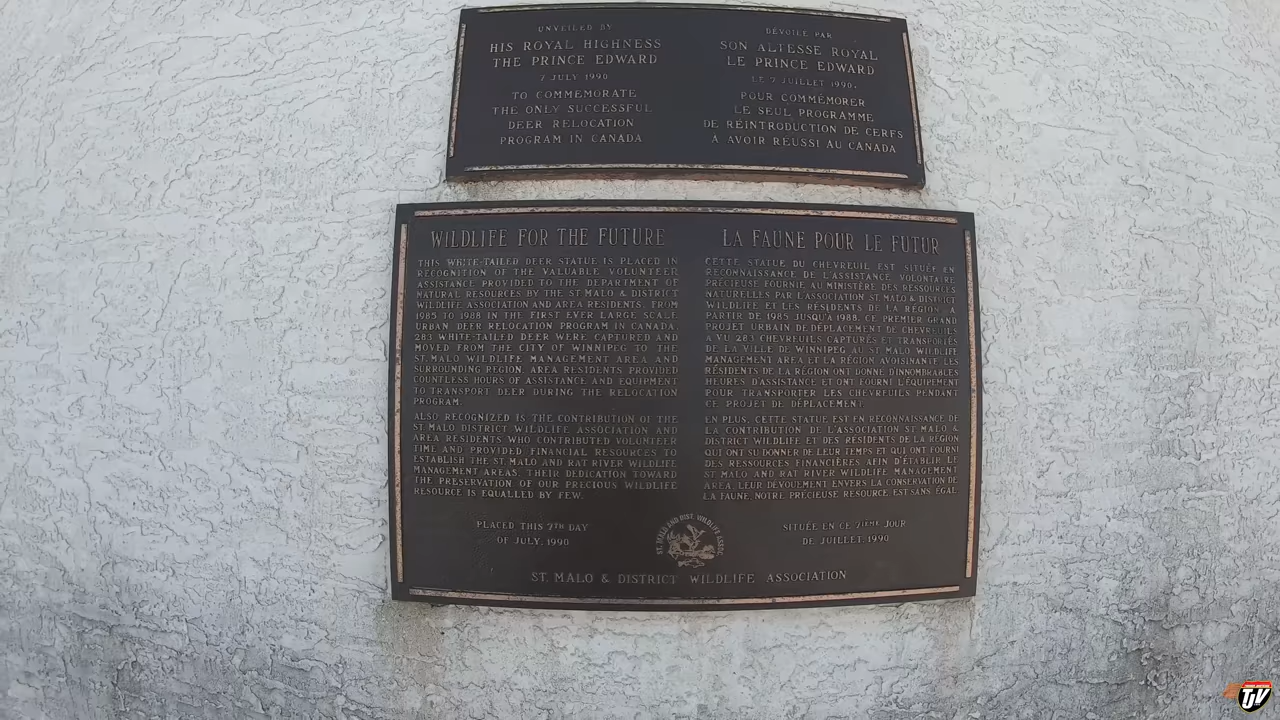 UNVEILED BY
HIS ROYAL HIGHNESS
THE PRINCE EDWARD
7 JULY 1990
TO COMMEMORATE
THE ONLY SUCCESSFUL
DEER RELOCATION
PROGRAM IN CANADA
DÉVOILÉ PAR
SON ALTESSE ROYAL
LE PRINCE EDWARD
LE 7 JUILLET 1990,
POUR COMMÉMORER
LE SEUL PROGRAMME
DE RÉINTRODUCTION DE CERFS
À AVOIR RÉUSSI AU CANADA
WILDLIFE FOR THE FUTURE
THIS WHITE-TAILED DEER STATUE IS PLACED IN
RECOGNITION OF THE VALUABLE VOLUNTEER
ASSISTANCE PROVIDED TO THE DEPARTMENT OF
NATURAL RESOURCES BY THE ST. MALO & DISTRICT
WILDLIFE ASSOCIATION AND AREA RESIDENTS. FROM
1985 TO 1988 IN THE FIRST EVER LARGE SCALE
URBAN DEER RELOCATION PROGRAM IN CANADA,
283 WHITE-TAILED DEER WERE CAPTURED AND
MOVED FROM THE CITY OF WINNIPEG TO THE
ST. MALO WILDLIFE MANAGEMENT AREA AND
SURROUNDING REGION. AREA RESIDENTS PROVIDED
COUNTLESS HOURS OF ASSISTANCE AND EQUIPMENT
TO TRANSPORT DEER DURING THE RELOCATION
PROGRAM.
ALSO RECOGNIZED IS THE CONTRIBUTION OF THE
ST. MALO DISTRICT WILDLIFE ASSOCIATION AND
AREA RESIDENTS WHO CONTRIBUTED VOLUNTEER
TIME AND PROVIDED FINANCIAL RESOURCES TO
ESTABLISH THE ST. MALO AND RAT RIVER WILDLIFE
MANAGEMENT AREAS. THEIR DEDICATION TOWARD
THE PRESERVATION OF OUR PRECIOUS WILDLIFE
RESOURCE IS EQUALLED BY FEW.
PLACED THIS 7TH DAY
OF JULY, 1990
LA FAUNE POUR LE FUTUR
CETTE STATUE DU CHEVREUIL EST SITUÉE EN
RECONNAISSANCE DE L'ASSISTANCE VOLONTAIRE
PRÉCIEUSE FOURNIE AU MINISTÈRE DES RESSOURCES
NATURELLES PAR L'ASSOCIATION ST. MALO & DISTRICT
WILDLIFE ET LES RÉSIDENTS DE LA RÉGION. À
PARTIR DE 1985 JUSQU'À 1988, CE PREMIER GRAND
PROJET URBAIN DE DÉPLACEMENT DE CHEVREUILS
A VU 283 CHEVREUILS CAPTURÉS ET TRANSPORTÉS
DE LA VILLE DE WINNIPEG AU ST. MALO WILDLIFE
MANAGEMENT AREA ET LA RÉGION AVOISINANTE. LES
RÉSIDENTS DE LA RÉGION ONT DONNÉ D'INNOMBRABLES
HEURES D'ASSISTANCE ET ONT FOURNI L'ÉQUIPEMENT
POUR TRANSPORTER LES CHEVREUILS PENDANT
CE PROJET DE DÉPLACEMENT.
EN PLUS, CETTE STATUE EST EN RECONNAISSANCE DE
LA CONTRIBUTION DE L'ASSOCIATION ST. MALO &
DISTRICT WILDLIFE ET DES RÉSIDENTS DE LA RÉGION
QUI ONT SU DONNER DE LEUR TEMPS ET QUI ONT FOURNI
DES RESSOURCES FINANCIÈRES AFIN D'ÉTABLIR LE
ST. MALO AND RAT RIVER WILDLIFE MANAGEMENT
AREA. LEUR DÉVOUEMENT ENVERS LA CONSERVATION DE
LA FAUNE, NOTRE PRÉCIEUSE RESOURCE EST SANS ÉGAL.
SITUÉE EN CE 7IÈME JOUR
DE JUILLET, 1990
ST. MALO AND DIST. WILDLIFE ASSOC.
ST. MALO & DISTRICT WILDLIFE ASSOCIATION
TGV